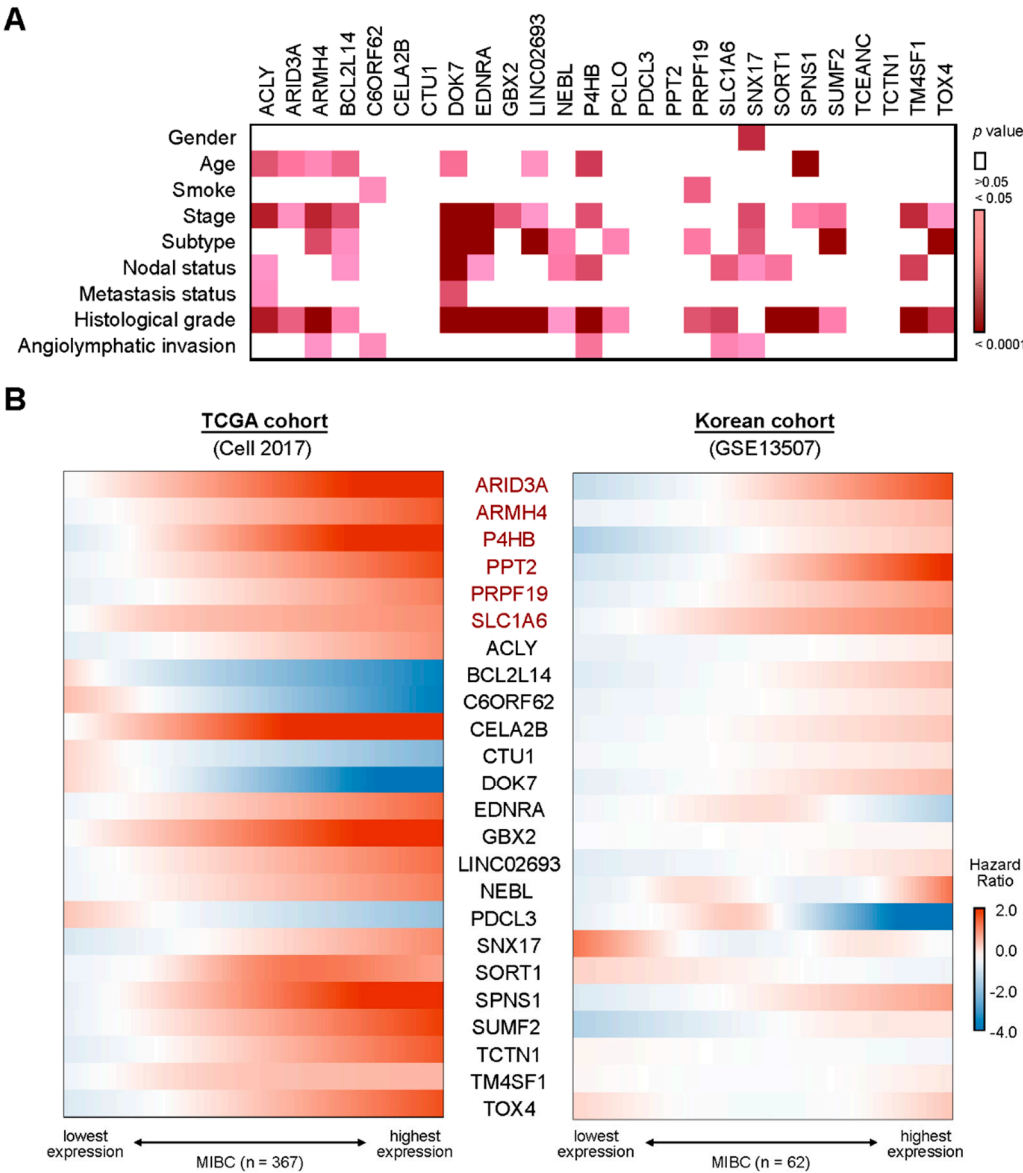 A
ACLY
ARID3A
ARMH4
BCL2L14
C6ORF62
CELA2B
CTU1
DOK7
EDNRA
GBX2
LINC02693
NEBL
P4HB
PCLO
PDCL3
PPT2
PRPF19
SLC1A6
SNX17
SORT1
SPNS1
SUMF2
TCEANC
TCTN1
TM4SF1
TOX4
Gender
Age
Smoke
Stage
Subtype
Nodal status
Metastasis status
Histological grade
Angiolymphatic invasion
p value
>0.05
< 0.05
< 0.0001
B
TCGA cohort
(Cell 2017)
Korean cohort
(GSE13507)
ARID3A
ARMH4
P4HB
PPT2
PRPF19
SLC1A6
ACLY
BCL2L14
C6ORF62
CELA2B
CTU1
DOK7
EDNRA
GBX2
LINC02693
NEBL
PDCL3
SNX17
SORT1
SPNS1
SUMF2
TCTN1
TM4SF1
TOX4
Hazard
Ratio
2.0
0.0
-2.0
-4.0
lowest
expression
highest
expression
MIBC (n = 367)
lowest
expression
highest
expression
MIBC (n = 62)